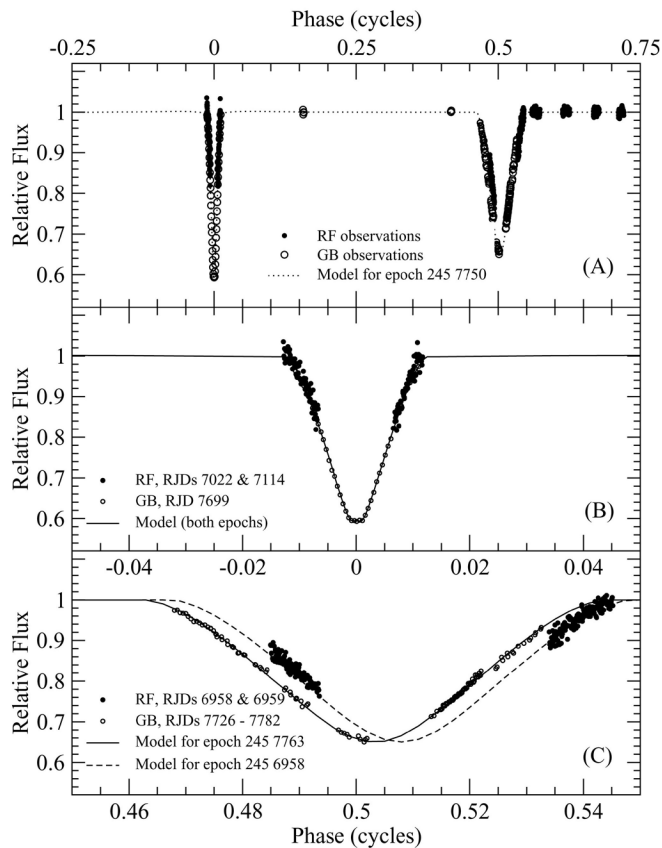 Phase (cycles)
-0.25 0 0.25 0.5 0.75
1
0.9
0.8
0.7
0.6
Relative Flux
RF observations
GB observations
Model for epoch 245 7750
(A)
1
0.9
0.8
0.7
0.6
Relative Flux
RF, RJDs 7022 & 7114
GB, RJD 7699
Model (both epochs)
(B)
-0.04 -0.02 0 0.02 0.04
1
0.9
0.8
0.7
0.6
Relative Flux
RF, RJDs 6958 & 6959
GB, RJDs 7726 - 7782
Model for epoch 245 7763
Model for epoch 245 6958
(C)
0.46 0.48 0.5 0.52 0.54
Phase (cycles)